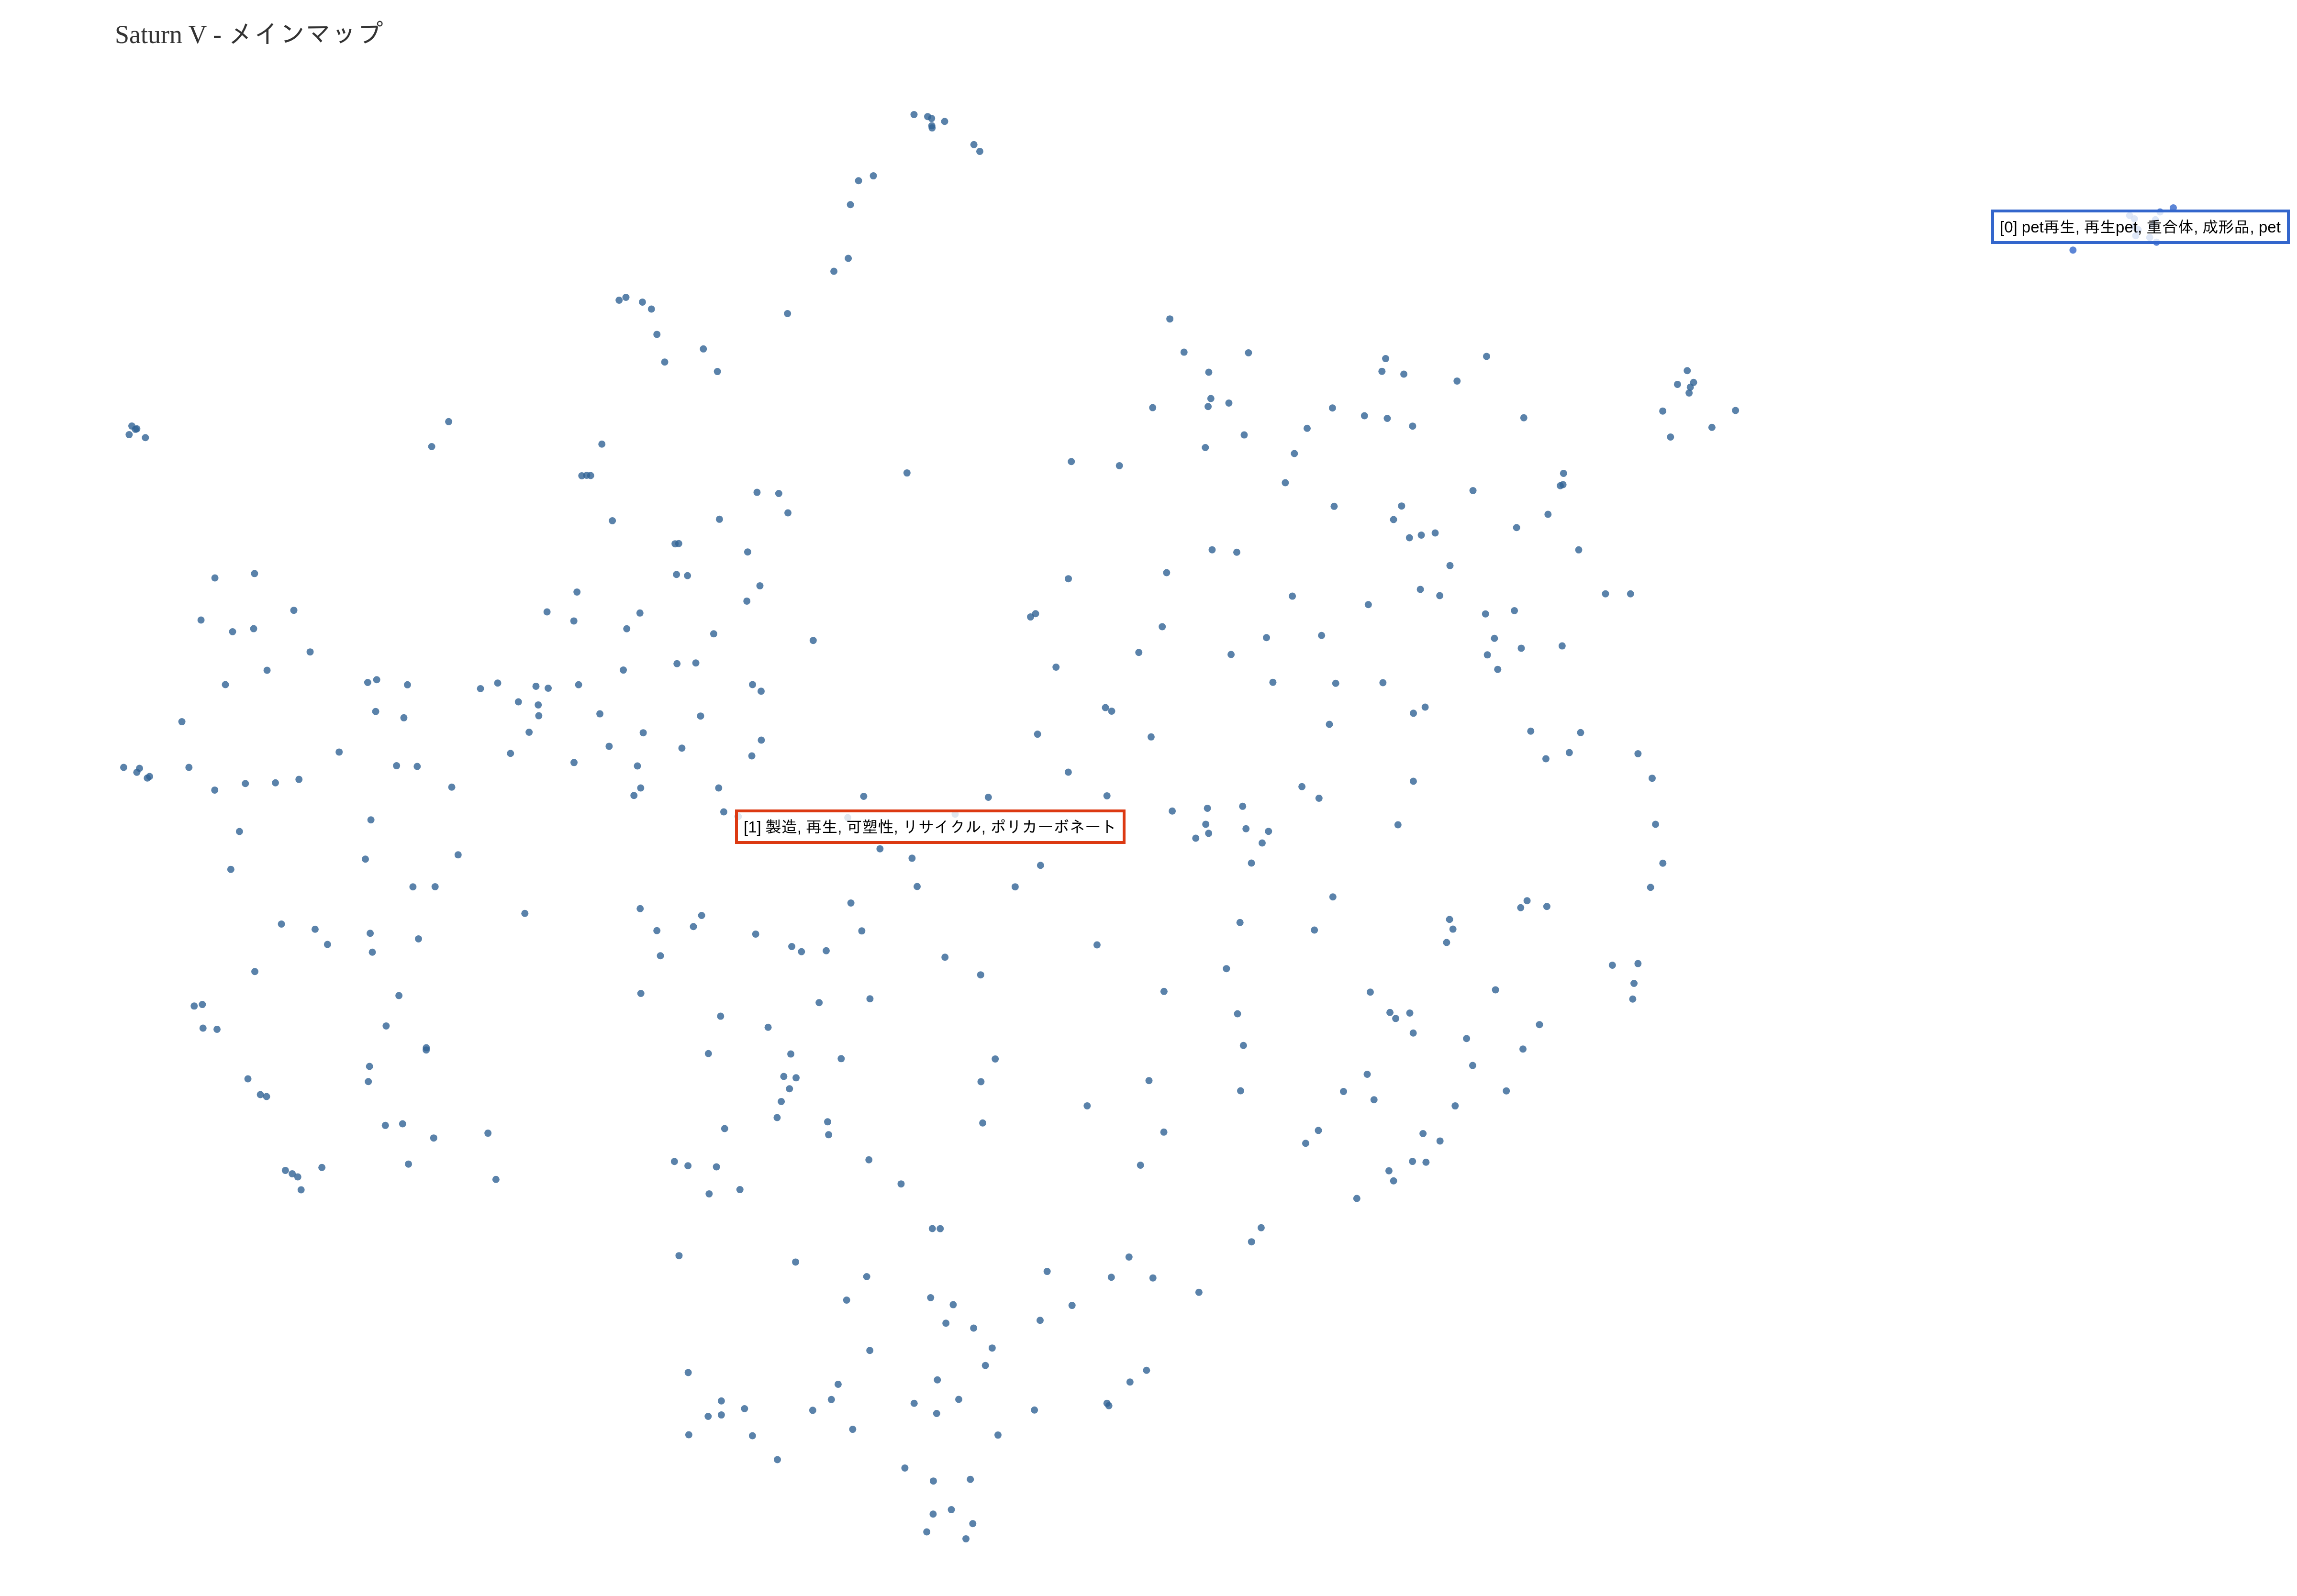 Saturn V - メインマップ
[0] pet再生, 再生pet, 重合体, 成形品, pet
[1] 製造, 再生, 可塑性, リサイクル, ポリカーボネート